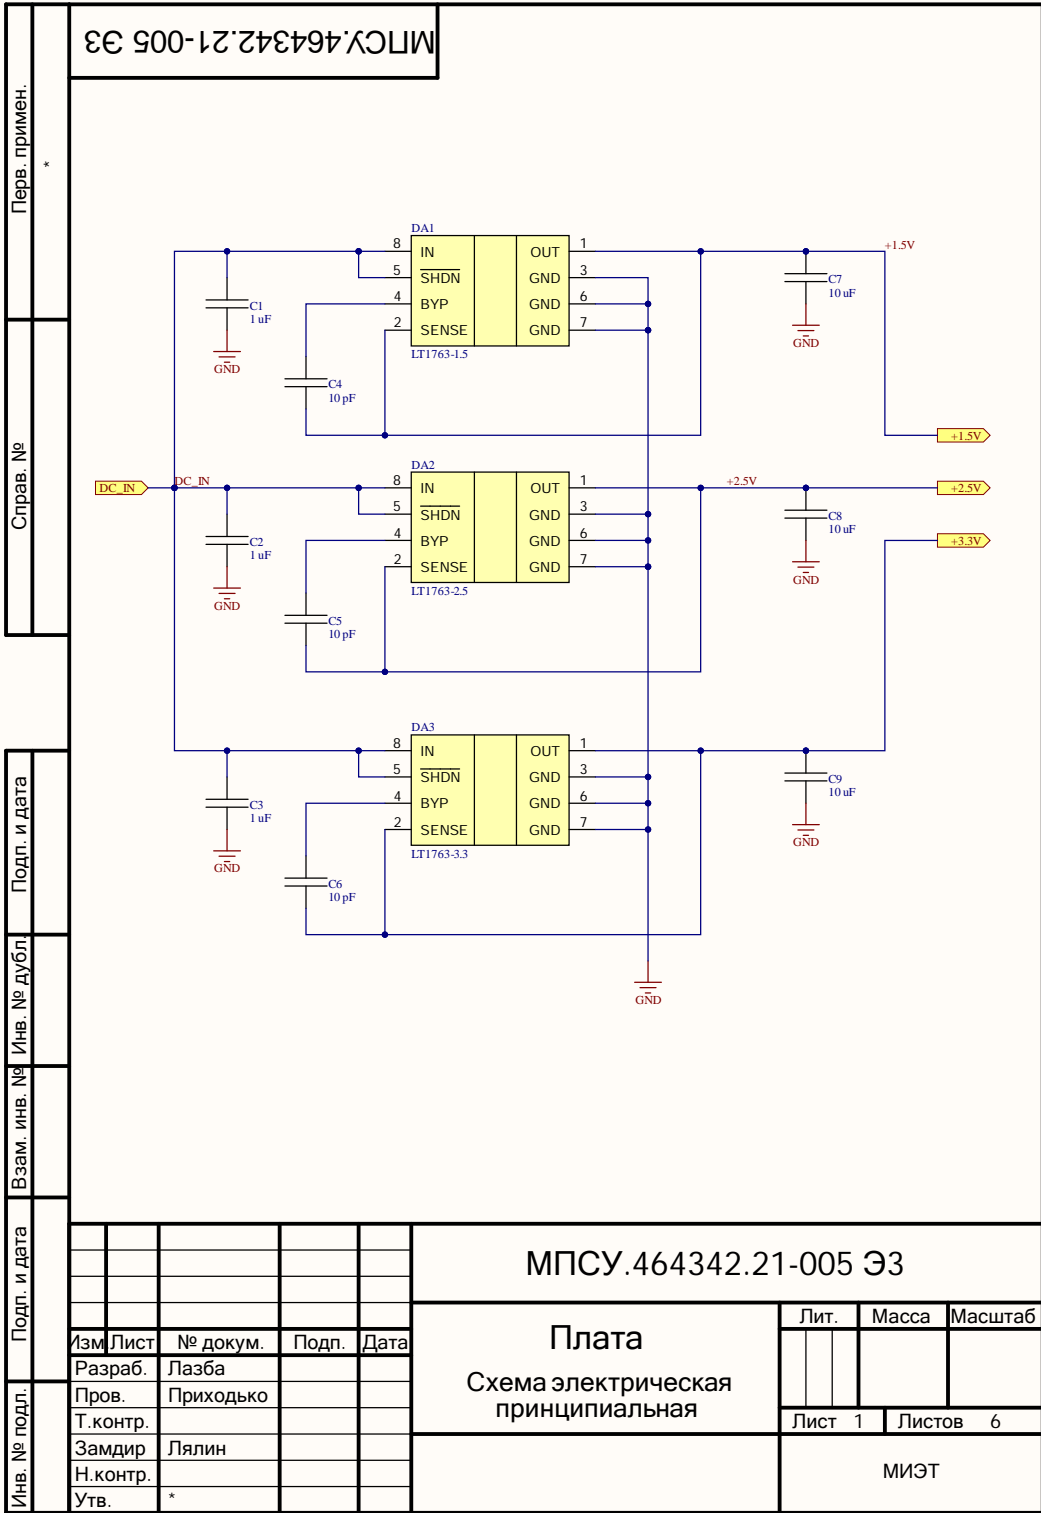 МПСУ.464342.21-005 Э3
Перв. примен.
*
Справ. №
Подп. и дата
Инв. № дубл.
Взам. инв. №
Подп. и дата
Инв. № подл.
DA1
8 IN OUT 1
5 SHDN GND 3
4 BYP GND 6
2 SENSE GND 7
LT1763-1.5
C1
1 uF
GND
C4
10 pF
C7
10 uF
GND
+1.5V
+1.5V
DC_IN
DC_IN
DA2
8 IN OUT 1
5 SHDN GND 3
4 BYP GND 6
2 SENSE GND 7
LT1763-2.5
C2
1 uF
GND
C5
10 pF
+2.5V
C8
10 uF
GND
+2.5V
+3.3V
DA3
8 IN OUT 1
5 SHDN GND 3
4 BYP GND 6
2 SENSE GND 7
LT1763-3.3
C3
1 uF
GND
C6
10 pF
C9
10 uF
GND
GND
МПСУ.464342.21-005 Э3
Изм Лист № докум. Подп. Дата
Разраб. Лазба
Пров. Приходько
Т.контр.
Замдир Лялин
Н.контр.
Утв. *
Плата
Схема электрическая
принципиальная
Лит. Масса Масштаб
Лист 1 Листов 6
МИЭТ